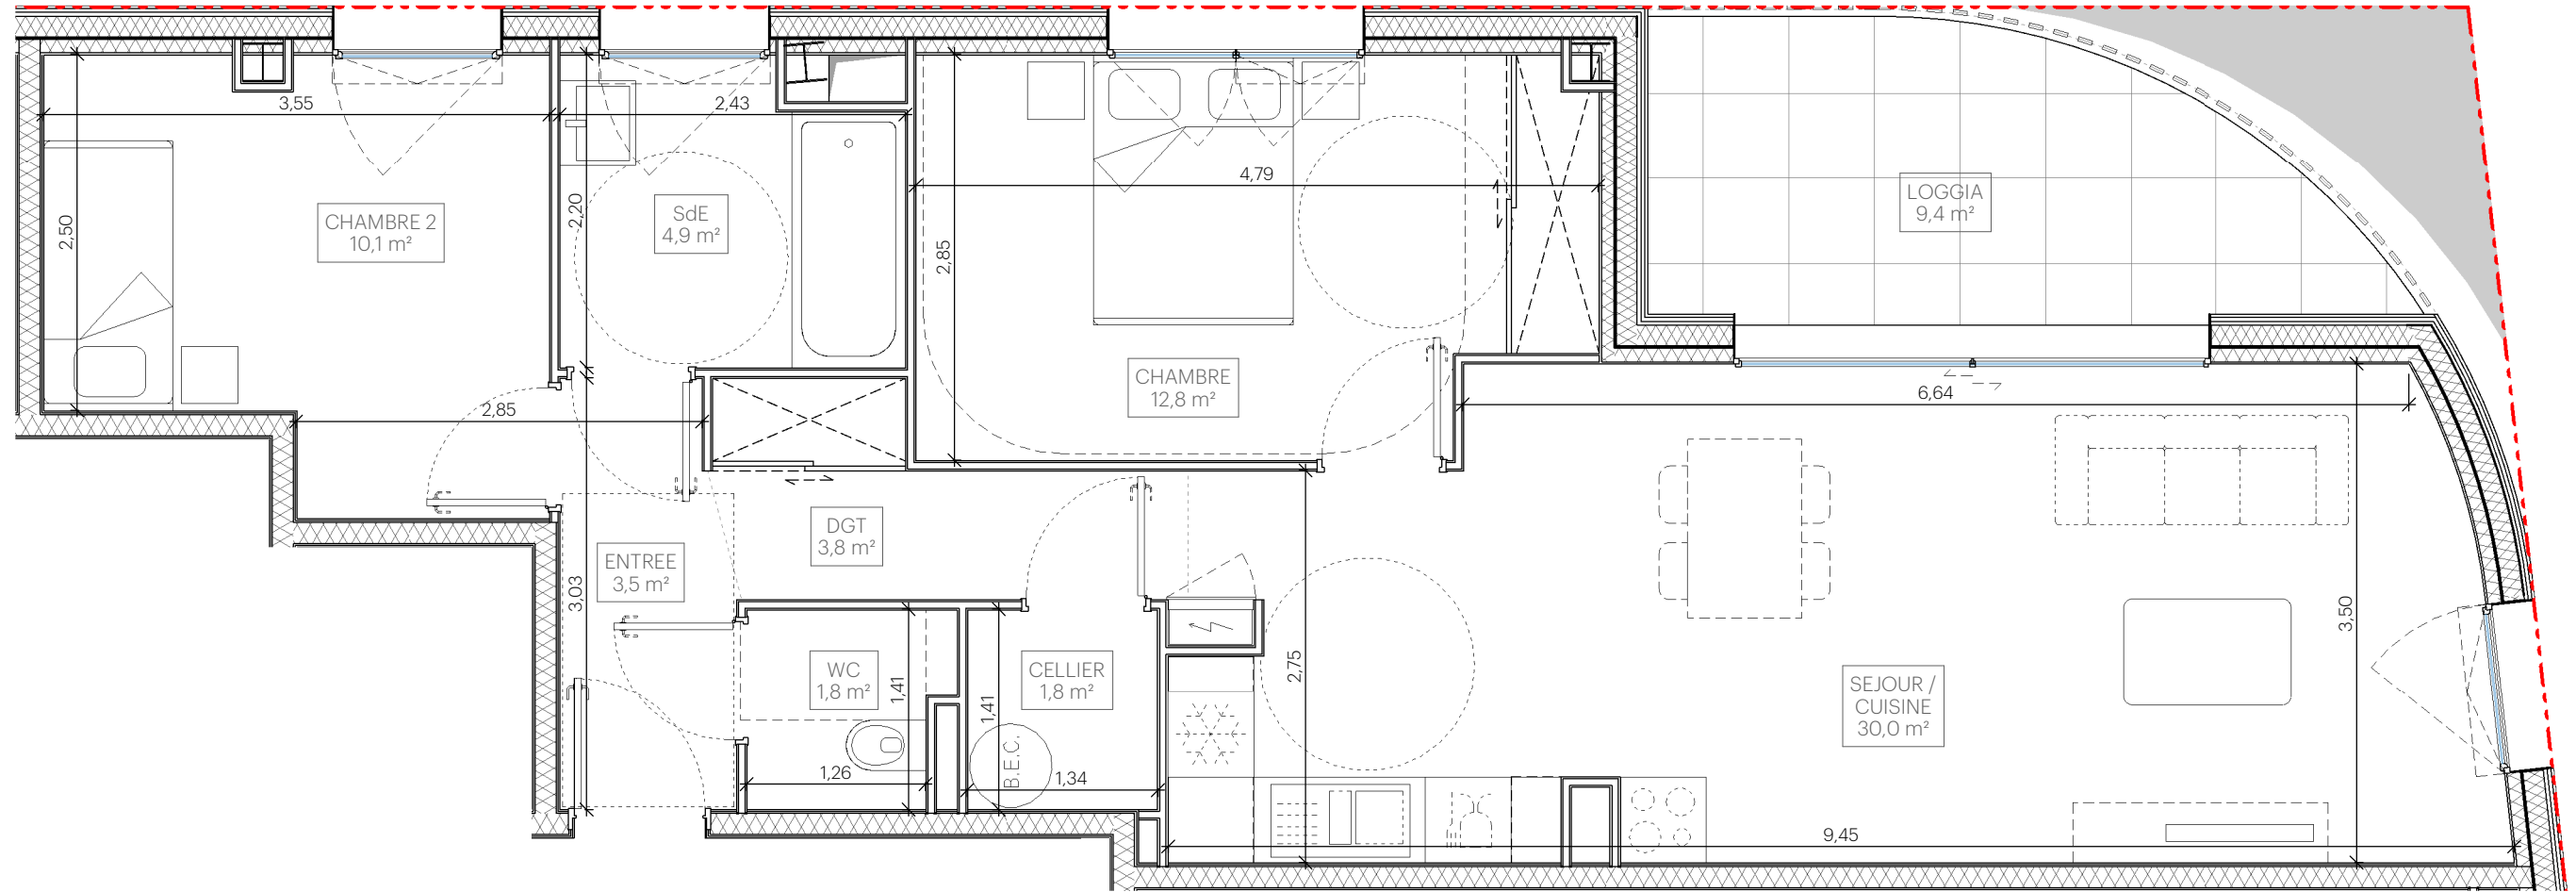 3,55
2,43
4,79
2,50
2,20
2,85
CHAMBRE 2
10,1 m²
SdE
4,9 m²
LOGGIA
9,4 m²
CHAMBRE
12,8 m²
6,64
2,85
DGT
3,8 m²
ENTREE
3,5 m²
3,03
3,50
WC
1,8 m²
1,41
CELLIER
1,8 m²
1,41
2,75
SEJOUR /
CUISINE
30,0 m²
B.E.C.
1,26
1,34
9,45